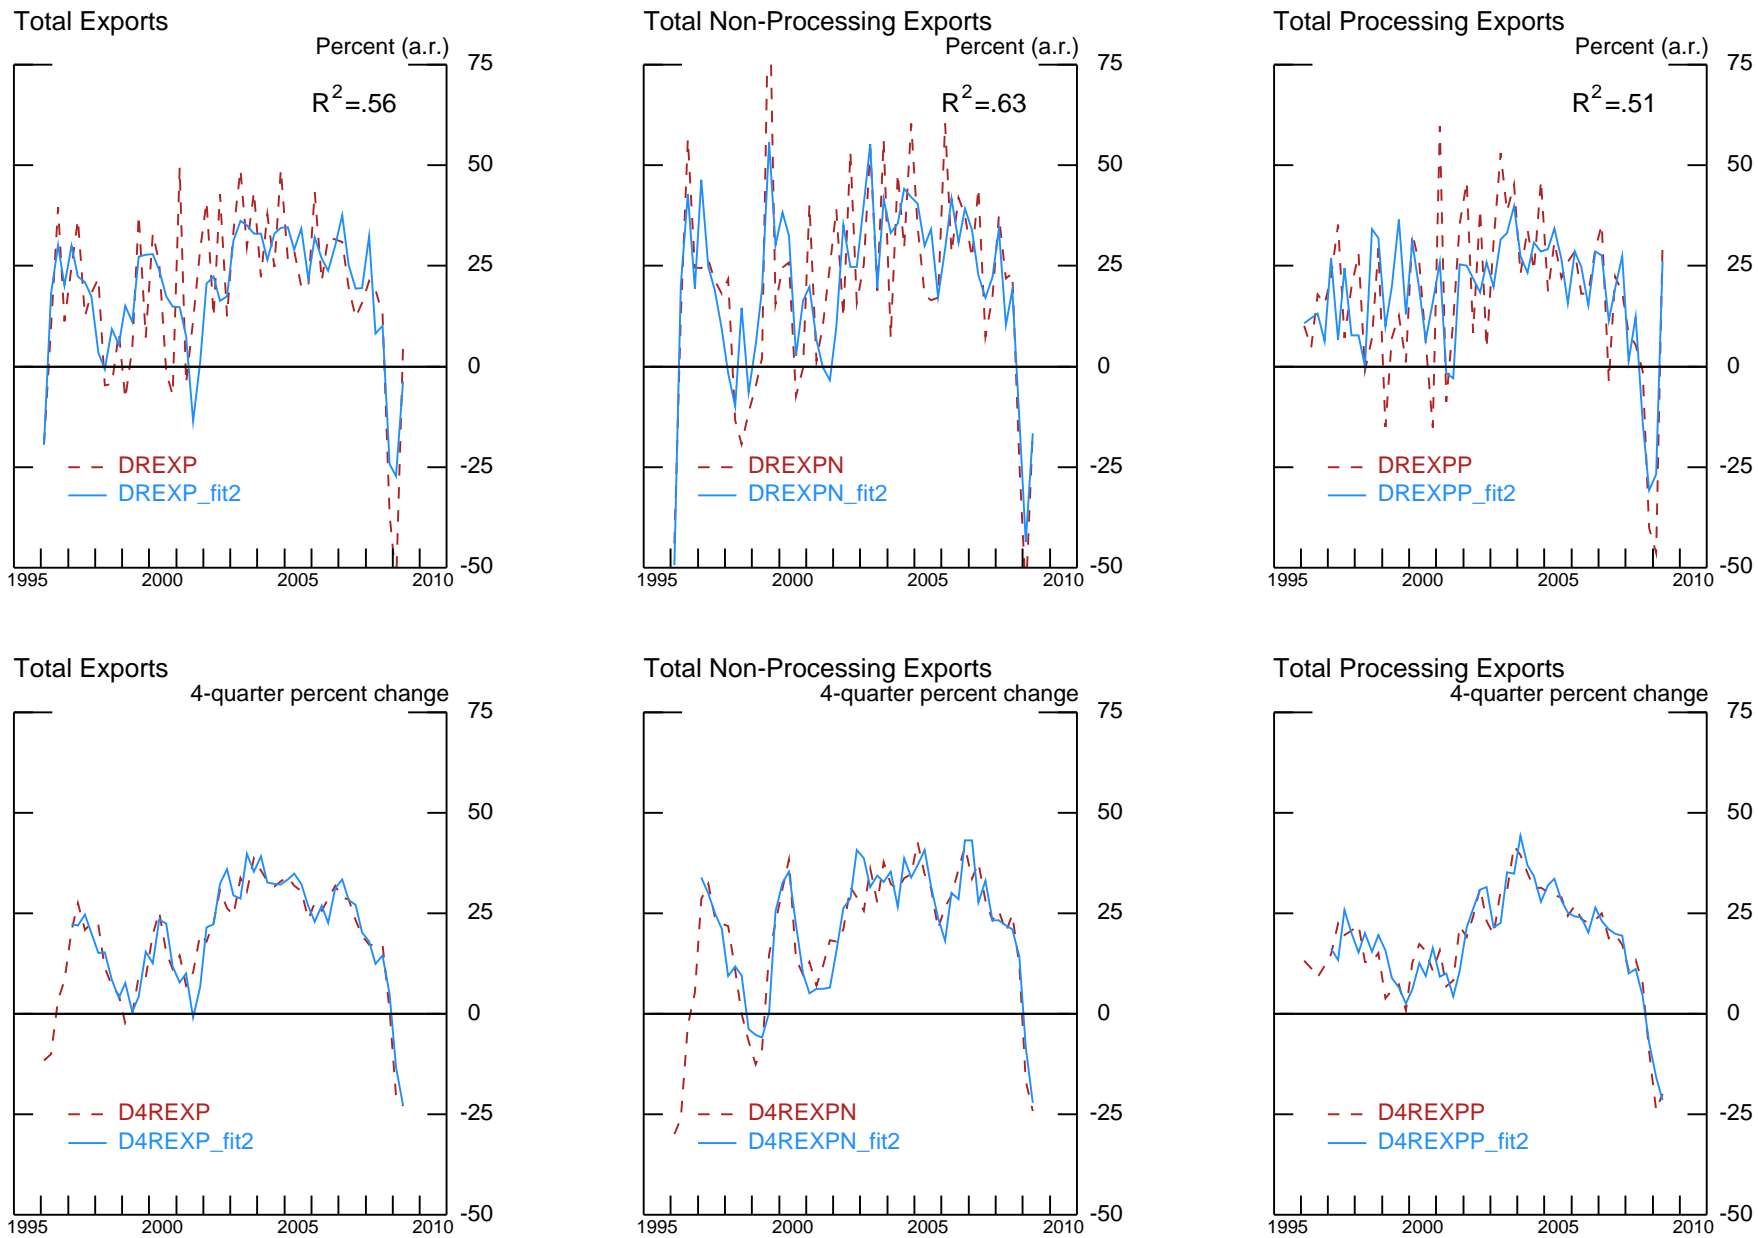 Total Exports
Percent (a.r.)
75
50
25
0
-25
-50
R²=.56
DREXP
DREXP_fit2
1995 2000 2005 2010
Total Non-Processing Exports
Percent (a.r.)
75
50
25
0
-25
-50
R²=.63
DREXPN
DREXPN_fit2
1995 2000 2005 2010
Total Processing Exports
Percent (a.r.)
75
50
25
0
-25
-50
R²=.51
DREXPP
DREXPP_fit2
1995 2000 2005 2010
Total Exports
4-quarter percent change
75
50
25
0
-25
-50
D4REXP
D4REXP_fit2
1995 2000 2005 2010
Total Non-Processing Exports
4-quarter percent change
75
50
25
0
-25
-50
D4REXPN
D4REXPN_fit2
1995 2000 2005 2010
Total Processing Exports
4-quarter percent change
75
50
25
0
-25
-50
D4REXPP
D4REXPP_fit2
1995 2000 2005 2010